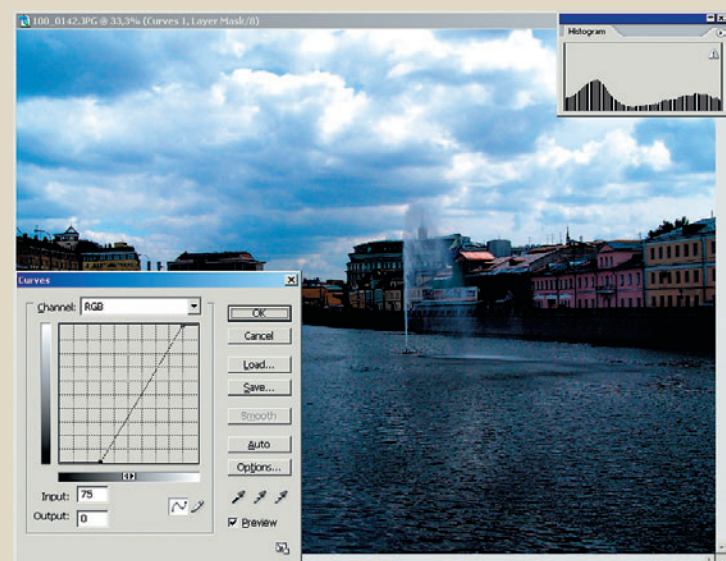 100_0142.JPG @ 33,3% (Curves 1, Layer Mask/8)
Histogram
Curves
Channel: RGB
OK
Cancel
Load...
Save...
Smooth
Auto
Options...
Input: 75
Output: 0
Preview